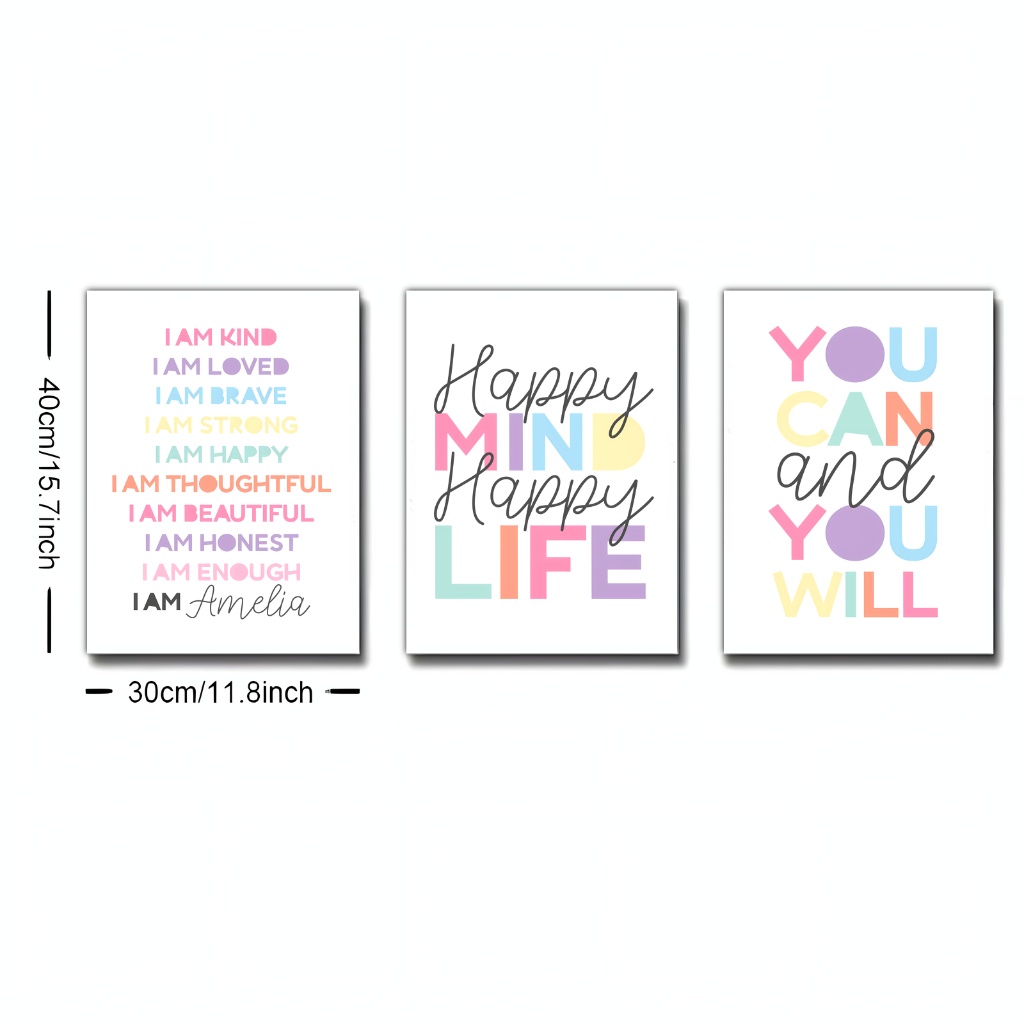 I AM KIND
I AM LOVED
I AM BRAVE
I AM STRONG
I AM HAPPY
I AM THOUGHTFUL
I AM BEAUTIFUL
I AM HONEST
I AM ENOUGH
I AM Amelia
Happy
MIND
Happy
LIFE
YOU
CAN
and
YOU
WILL
40cm/15.7inch
30cm/11.8inch